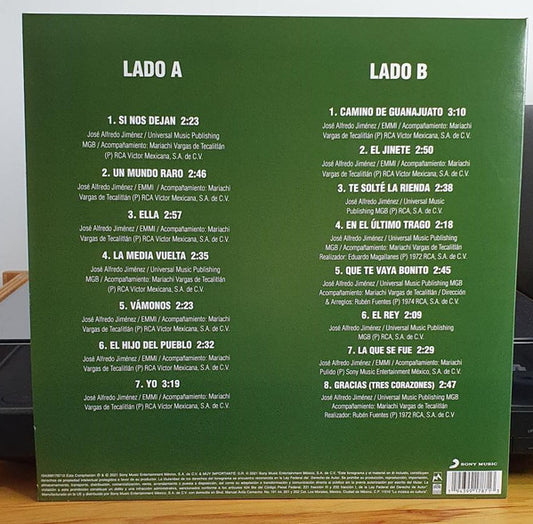 LADO A
1. SI NOS DEJAN 2:23
José Alfredo Jiménez / Universal Music Publishing
MGB / Acompañamiento: Mariachi Vargas de Tecalitlán
(P) RCA Víctor Mexicana, S.A. de C.V.
2. UN MUNDO RARO 2:46
José Alfredo Jiménez / EMMI / Acompañamiento: Mariachi
Vargas de Tecalitlán (P) RCA Víctor Mexicana, S.A. de C.V.
3. ELLA 2:57
José Alfredo Jiménez / EMMI / Acompañamiento: Mariachi
Vargas de Tecalitlán (P) RCA Víctor Mexicana, S.A. de C.V.
4. LA MEDIA VUELTA 2:35
José Alfredo Jiménez / Universal Music Publishing
MGB / Acompañamiento: Mariachi Vargas de Tecalitlán
(P) RCA Víctor Mexicana, S.A. de C.V.
5. VÁMONOS 2:23
José Alfredo Jiménez / EMMI / Acompañamiento: Mariachi
Vargas de Tecalitlán (P) RCA Víctor Mexicana, S.A. de C.V.
6. EL HIJO DEL PUEBLO 2:32
José Alfredo Jiménez / EMMI / Acompañamiento: Mariachi
Vargas de Tecalitlán (P) RCA Víctor Mexicana, S.A. de C.V.
7. YO 3:19
José Alfredo Jiménez / EMMI / Acompañamiento: Mariachi
Vargas de Tecalitlán (P) RCA Víctor Mexicana, S.A. de C.V.
LADO B
1. CAMINO DE GUANAJUATO 3:10
José Alfredo Jiménez / EMMI / Acompañamiento: Mariachi
Vargas de Tecalitlán (P) RCA Víctor Mexicana, S.A. de C.V.
2. EL JINETE 2:50
José Alfredo Jiménez / EMMI / Acompañamiento: Mariachi
Vargas de Tecalitlán (P) RCA Víctor Mexicana, S.A. de C.V.
3. TE SOLTÉ LA RIENDA 2:38
José Alfredo Jiménez / Universal Music
Publishing MGB (P) RCA Víctor Mexicana, S.A. de C.V.
4. EN EL ÚLTIMO TRAGO 2:18
José Alfredo Jiménez / Universal Music Publishing
MGB / Acompañamiento: Mariachi Vargas de Tecalitlán
Realizador: Eduardo Magallanes (P) 1972 RCA, S.A. de C.V.
5. QUE TE VAYA BONITO 2:45
José Alfredo Jiménez / Universal Music Publishing MGB
Acompañamiento: Mariachi Vargas de Tecalitlán / Dirección
& Arreglos: Rubén Fuentes (P) 1974 RCA, S.A. de C.V.
6. EL REY 2:09
José Alfredo Jiménez / Universal Music Publishing
MGB (P) RCA, S.A. de C.V.
7. LA QUE SE FUE 2:29
José Alfredo Jiménez / EMMI / Acompañamiento: Mariachi
Pulido (P) Sony Music Entertainment México, S.A. de C.V.
8. GRACIAS (TRES CORAZONES) 2:47
José Alfredo Jiménez / Universal Music Publishing MGB
Acompañamiento: Mariachi Vargas de Tecalitlán
Realizador: Rubén Fuentes (P) 1972 RCA, S.A. de C.V.
SONY MUSIC